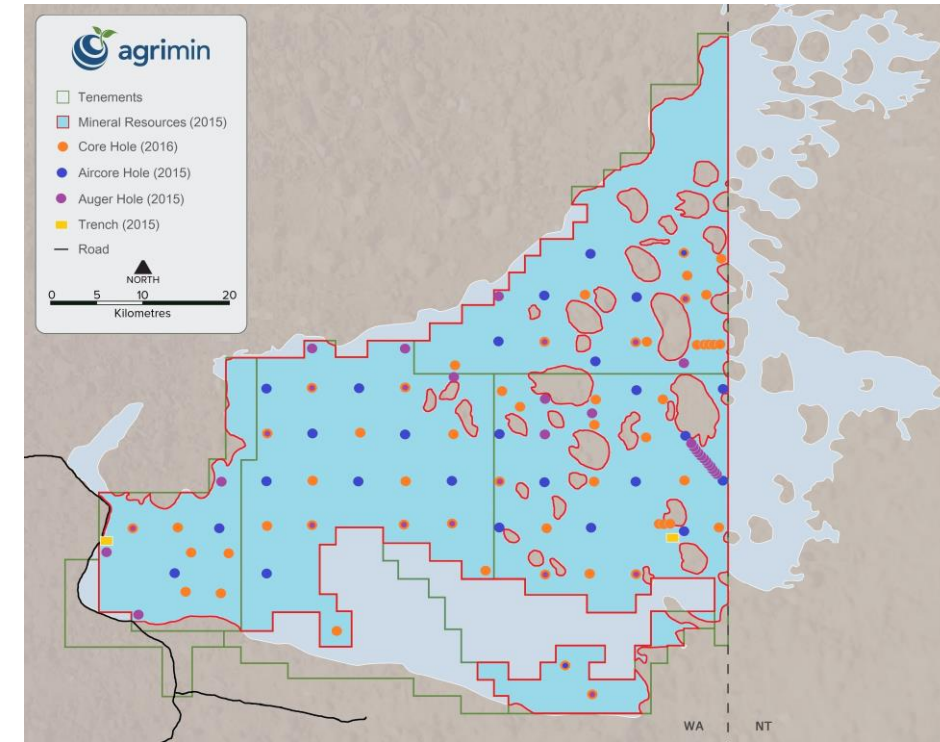 agrimin
Tenements
Mineral Resources (2015)
Core Hole (2016)
Aircore Hole (2015)
Auger Hole (2015)
Trench (2015)
Road
NORTH
0 5 10 20
Kilometres
WA NT